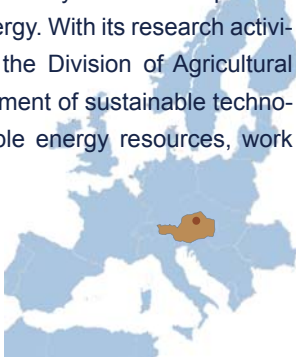 ergy. With its research activi-
the Division of Agricultural
ment of sustainable techno-
ble energy resources, work